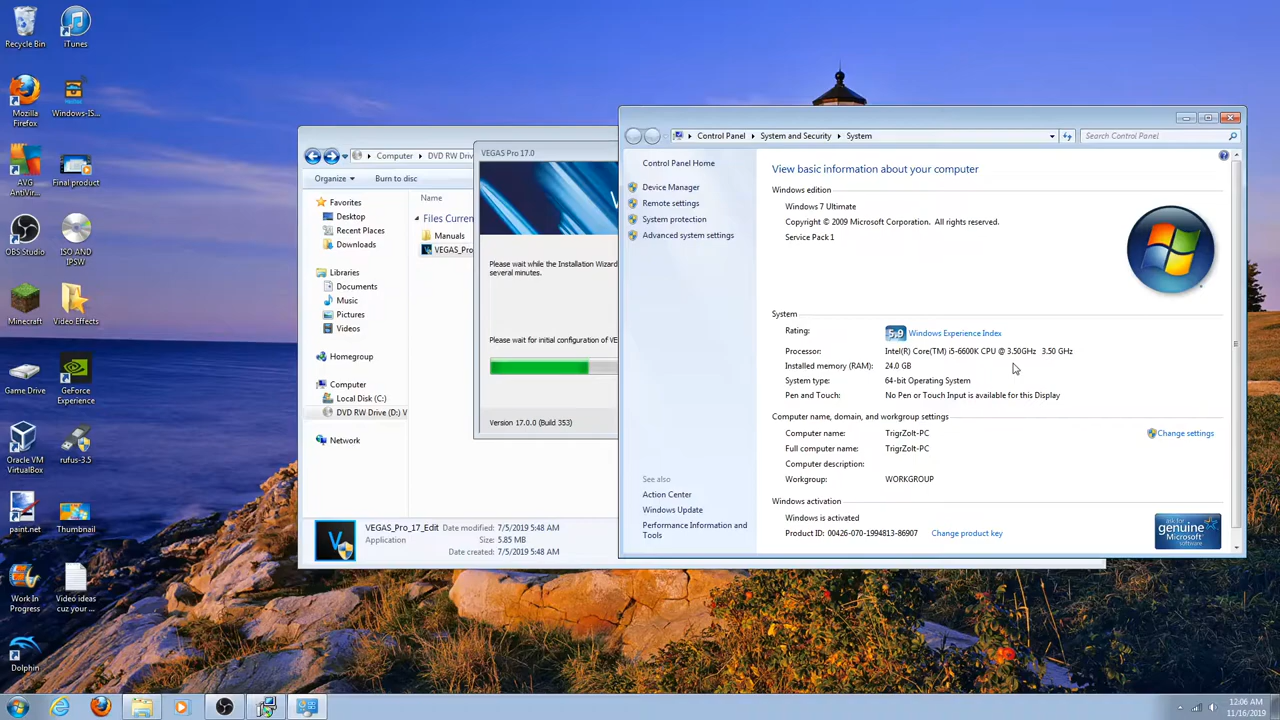 Recycle Bin
iTunes
Mozilla
Firefox
Windows-IS...
AVG
AntiVir...
Final product
OBS Studio
ISO AND
IPSW
Minecraft
Video Effects
Game Drive
GeForce
Experience
Oracle VM
VirtualBox
rufus-3.5
paint.net
Thumbnail
Work In
Progress
Video ideas
cuz your ...
Dolphin
Computer
DVD RW Driv
Organize
Burn to disc
Favorites
Desktop
Recent Places
Downloads
Libraries
Documents
Music
Pictures
Videos
Homegroup
Computer
Local Disk (C:)
DVD RW Drive (D:) V
Network
Name
Files Curren
Manuals
VEGAS_Pro
VEGAS_Pro_17_Edit
Application
Date modified: 7/5/2019 5:48 AM
Size: 5.85 MB
Date created: 7/5/2019 5:48 AM
VEGAS Pro 17.0
V
Please wait while the Installation Wizard
several minutes.
Please wait for initial configuration of VE
Version 17.0.0 (Build 353)
Control Panel
System and Security
System
Search Control Panel
Control Panel Home
Device Manager
Remote settings
System protection
Advanced system settings
See also
Action Center
Windows Update
Performance Information and
Tools
View basic information about your computer
Windows edition
Windows 7 Ultimate
Copyright © 2009 Microsoft Corporation. All rights reserved.
Service Pack 1
System
Rating: 5.9 Windows Experience Index
Processor: Intel(R) Core(TM) i5-6600K CPU @ 3.50GHz 3.50 GHz
Installed memory (RAM): 24.0 GB
System type: 64-bit Operating System
Pen and Touch: No Pen or Touch Input is available for this Display
Computer name, domain, and workgroup settings
Computer name: TrigrZolt-PC
Change settings
Full computer name: TrigrZolt-PC
Computer description:
Workgroup: WORKGROUP
Windows activation
Windows is activated
Product ID: 00426-070-1994813-86907 Change product key
ask for
genuine
Microsoft
software
12:06 AM
11/16/2019